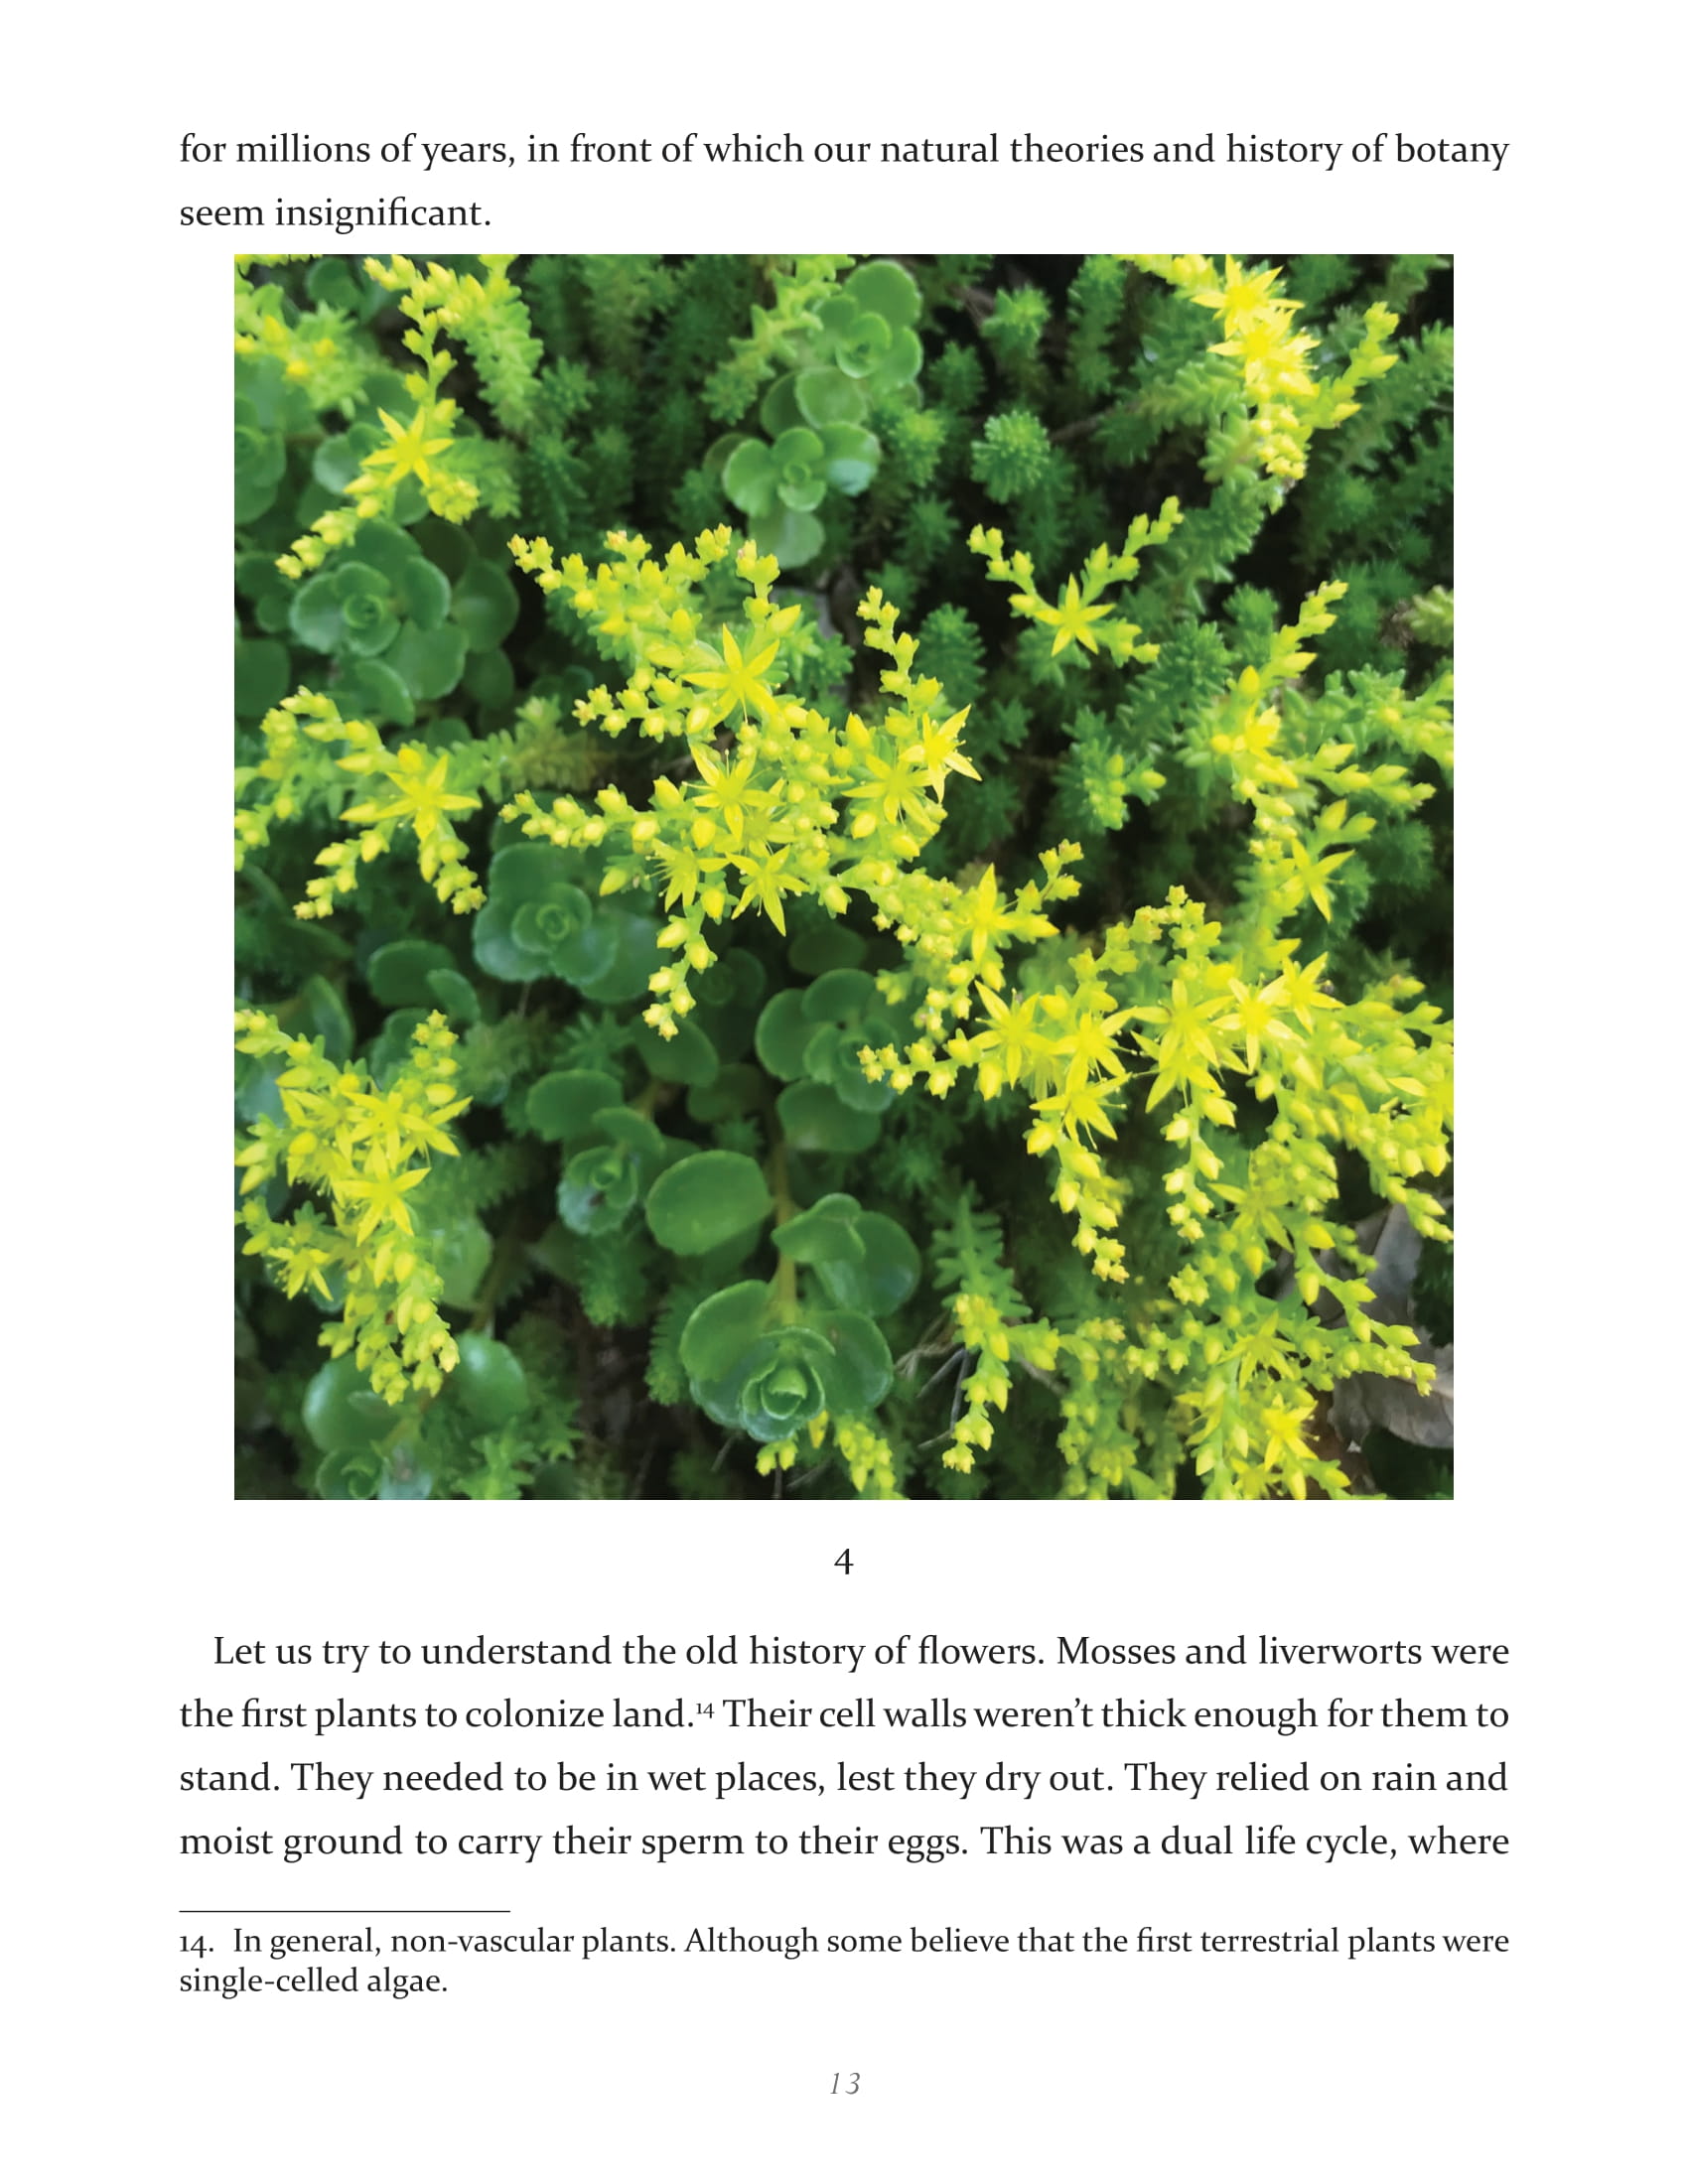 for millions of years, in front of which our natural theories and history of botany
seem insignificant.
4
Let us try to understand the old history of flowers. Mosses and liverworts were
the first plants to colonize land.14 Their cell walls weren’t thick enough for them to
stand. They needed to be in wet places, lest they dry out. They relied on rain and
moist ground to carry their sperm to their eggs. This was a dual life cycle, where
14. In general, non-vascular plants. Although some believe that the first terrestrial plants were
single-celled algae.
13